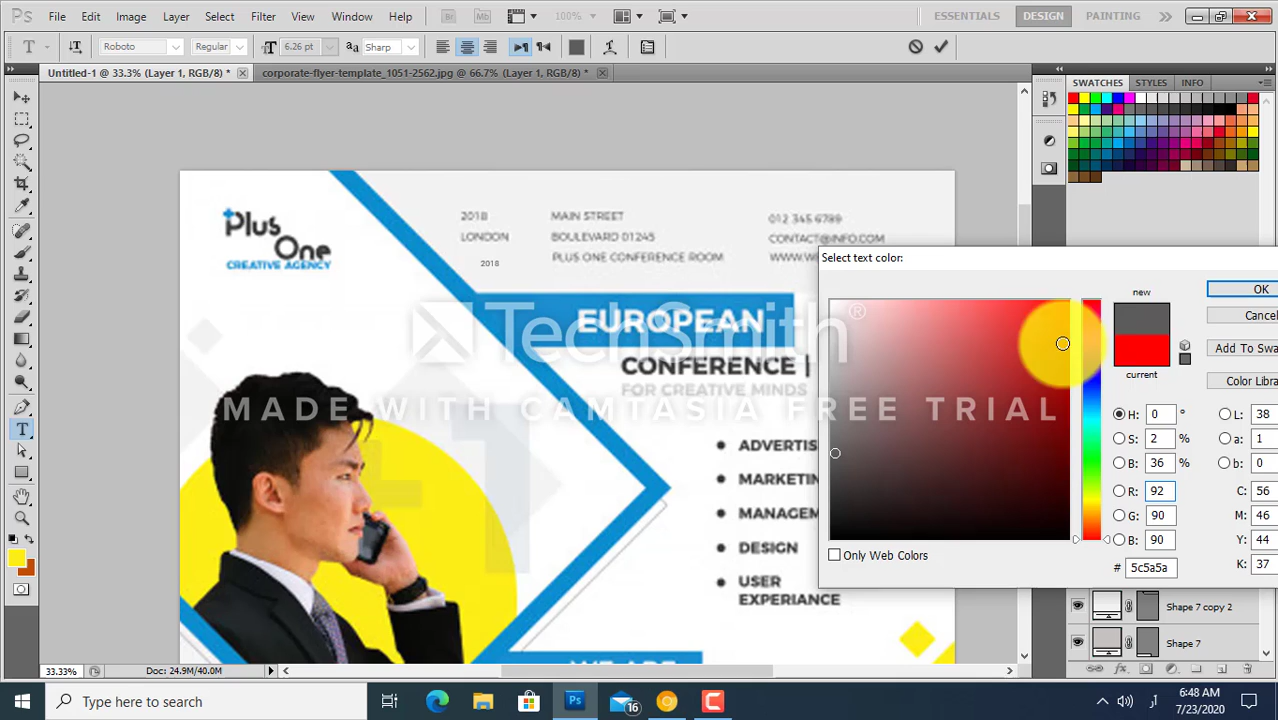 Ps File Edit Image Layer Select Filter View Window Help Br Mb 100% ESSENTIALS DESIGN PAINTING
T Roboto Regular 6.26 pt Sharp
Untitled-1 @ 33.3% (Layer 1, RGB/8) * corporate-flyer-template_1051-2562.jpg @ 66.7% (Layer 1, RGB/8) *
SWATCHES STYLES INFO
Plus One
CREATIVE AGENCY
2018 MAIN STREET 012 345 6789
LONDON BOULEVARD 01245 CONTACT@INFO.COM
2018 PLUS ONE CONFERENCE ROOM
EUROPEAN
CONFERENCE
FOR CREATIVE MINDS
TechSmith®
MADE WITH CAMTASIA FREE TRIAL
ADVERTIS
MARKETIN
MANAGEM
DESIGN
USER
EXPERIANCE
WE ARE
Select text color:
new
current
OK
Cancel
Add To Swa
Color Libra
H: 0 ° L: 38
S: 2 % a: 1
B: 36 % b: 0
R: 92 C: 56
G: 90 M: 46
B: 90 Y: 44
# 5c5a5a K: 37
Only Web Colors
Shape 7 copy 2
Shape 7
33.33% Doc: 24.9M/40.0M
Type here to search
Ps
16
6:48 AM
7/23/2020